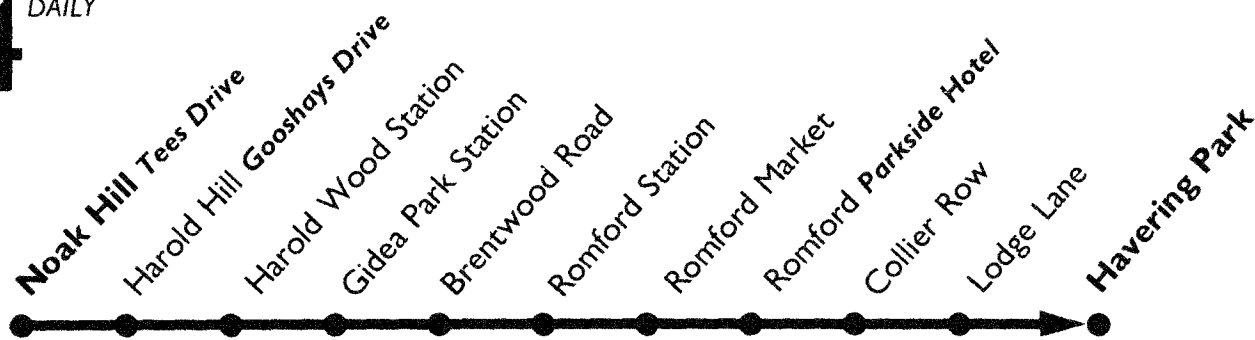 DAILY
Noak Hill Tees Drive
Harold Hill Gooshays Drive
Harold Wood Station
Gidea Park Station
Brentwood Road
Romford Station
Romford Market
Romford Parkside Hotel
Collier Row
Lodge Lane
Havering Park